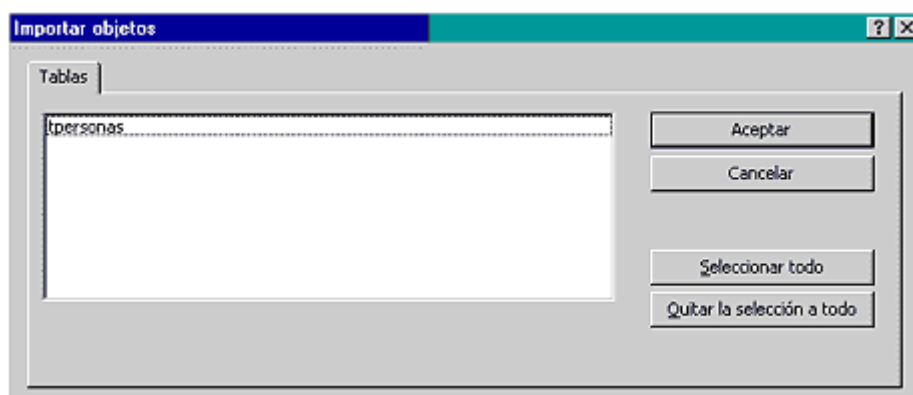 Importar objetos
Tablas
tpersonas
Aceptar
Cancelar
Seleccionar todo
Quitar la selección a todo